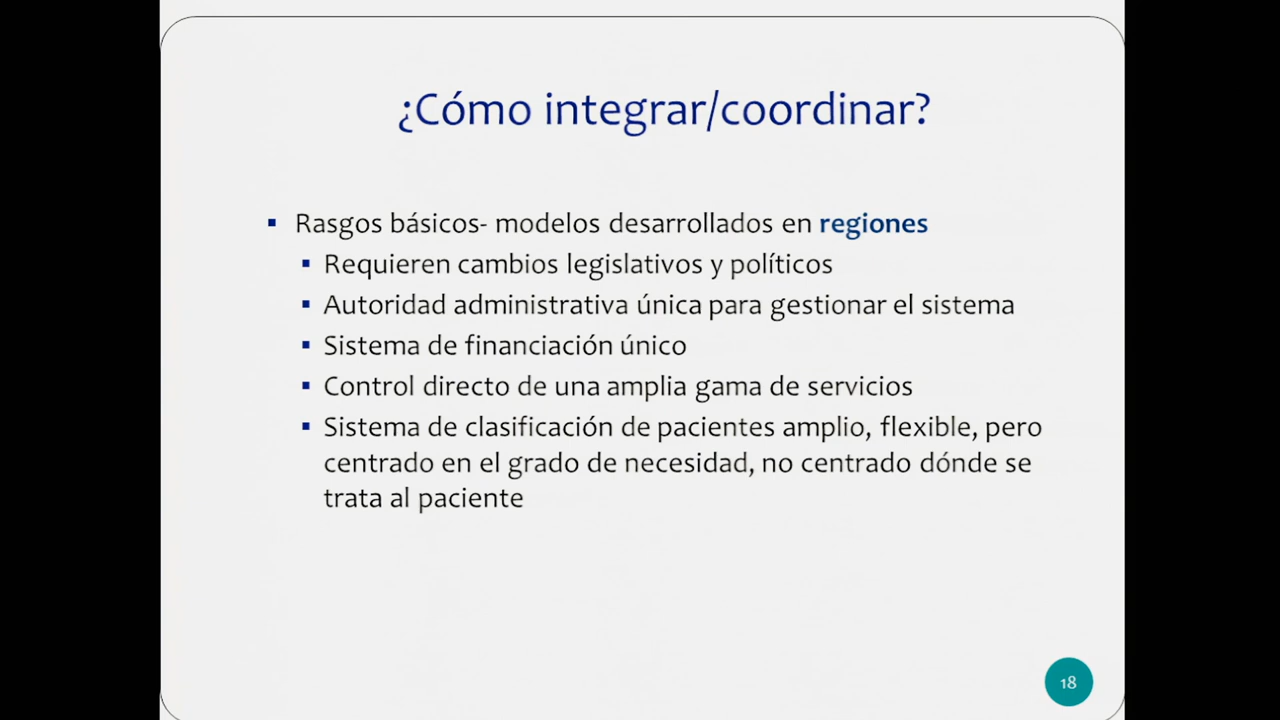 ¿Cómo integrar/coordinar?
Rasgos básicos- modelos desarrollados en regiones
Requieren cambios legislativos y políticos
Autoridad administrativa única para gestionar el sistema
Sistema de financiación único
Control directo de una amplia gama de servicios
Sistema de clasificación de pacientes amplio, flexible, pero
centrado en el grado de necesidad, no centrado dónde se
trata al paciente
18